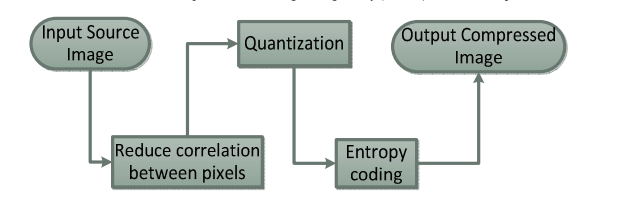 Input Source
Image
Reduce correlation
between pixels
Quantization
Entropy
coding
Output Compressed
Image